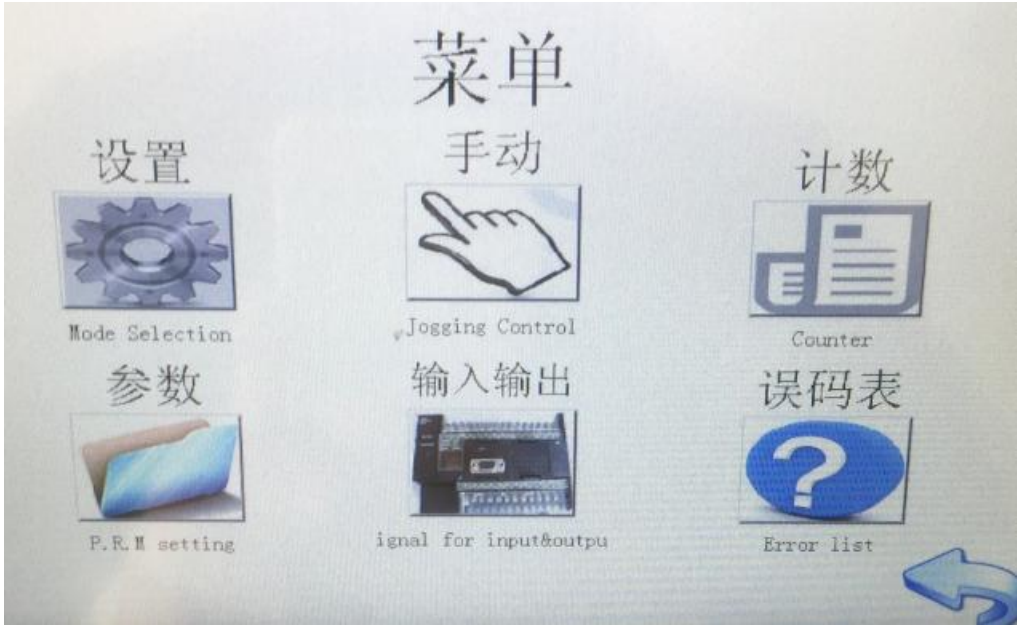 菜单
设置
手动
计数
Mode Selection
Jogging Control
Counter
参数
输入输出
误码表
P.R.M setting
ignal for input&outpu
Error list